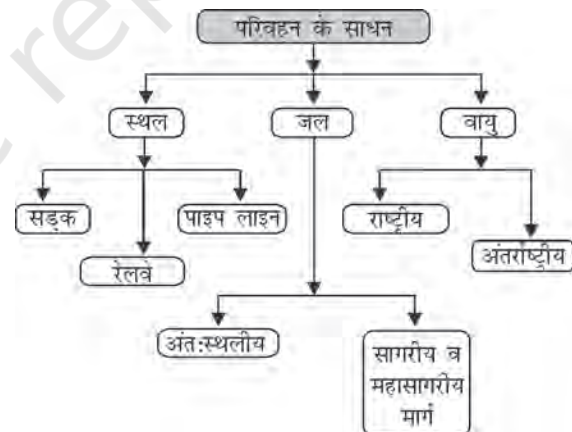 परिवहन के साधन
स्थल
जल
वायु
सड़क
रेलवे
पाइप लाइन
राष्ट्रीय
अंतर्राष्ट्रीय
अंत:स्थलीय
सागरीय व
महासागरीय
मार्ग